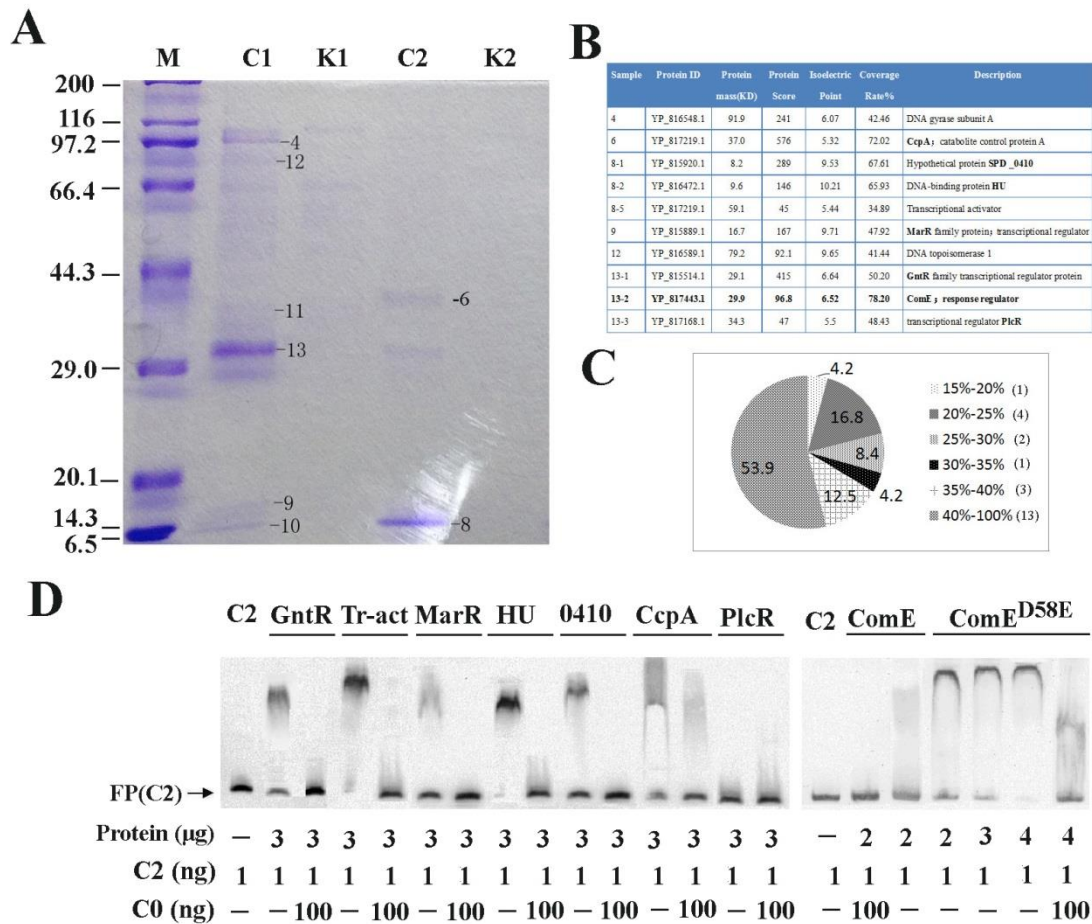 A
M C1 K1 C2 K2
200
116
97.2
66.4
44.3
29.0
20.1
14.3
6.5
-4
-12
-6
-11
-13
-9
-10
-8
B
Sample Protein ID Protein mass(KD) Protein Score Isoelectric Point Coverage Rate% Description
4 YP_816548.1 91.9 241 6.07 42.46 DNA gyrase subunit A
6 YP_817219.1 37.0 576 5.32 72.02 CcpA; catabolite control protein A
8-1 YP_815920.1 8.2 289 9.53 67.61 Hypothetical protein SPD_0410
8-2 YP_816472.1 9.6 146 10.21 65.93 DNA-binding protein HU
8-5 YP_817219.1 59.1 45 5.44 34.89 Transcriptional activator
9 YP_815889.1 16.7 167 9.71 47.92 MarR family protein; transcriptional regulator
12 YP_816589.1 79.2 92.1 9.65 41.44 DNA topoisomerase 1
13-1 YP_815514.1 29.1 415 6.64 50.20 GntR family transcriptional regulator protein
13-2 YP_817443.1 29.9 96.8 6.52 78.20 ComE; response regulator
13-3 YP_817168.1 34.3 47 5.5 48.43 transcriptional regulator PlcR
C
4.2
16.8
8.4
4.2
12.5
53.9
15%-20% (1)
20%-25% (4)
25%-30% (2)
30%-35% (1)
35%-40% (3)
40%-100% (13)
D
C2 GntR Tr-act MarR HU 0410 CcpA PlcR C2 ComE ComE^D58E
FP(C2) →
Protein (µg) – 3 3 3 3 3 3 3 3 3 3 3 3 3 3 – 2 2 2 3 4 4
C2 (ng) 1 1 1 1 1 1 1 1 1 1 1 1 1 1 1 1 1 1 1 1 1 1
C0 (ng) – – 100 – 100 – 100 – 100 – 100 – 100 – 100 – 100 – – – – 100